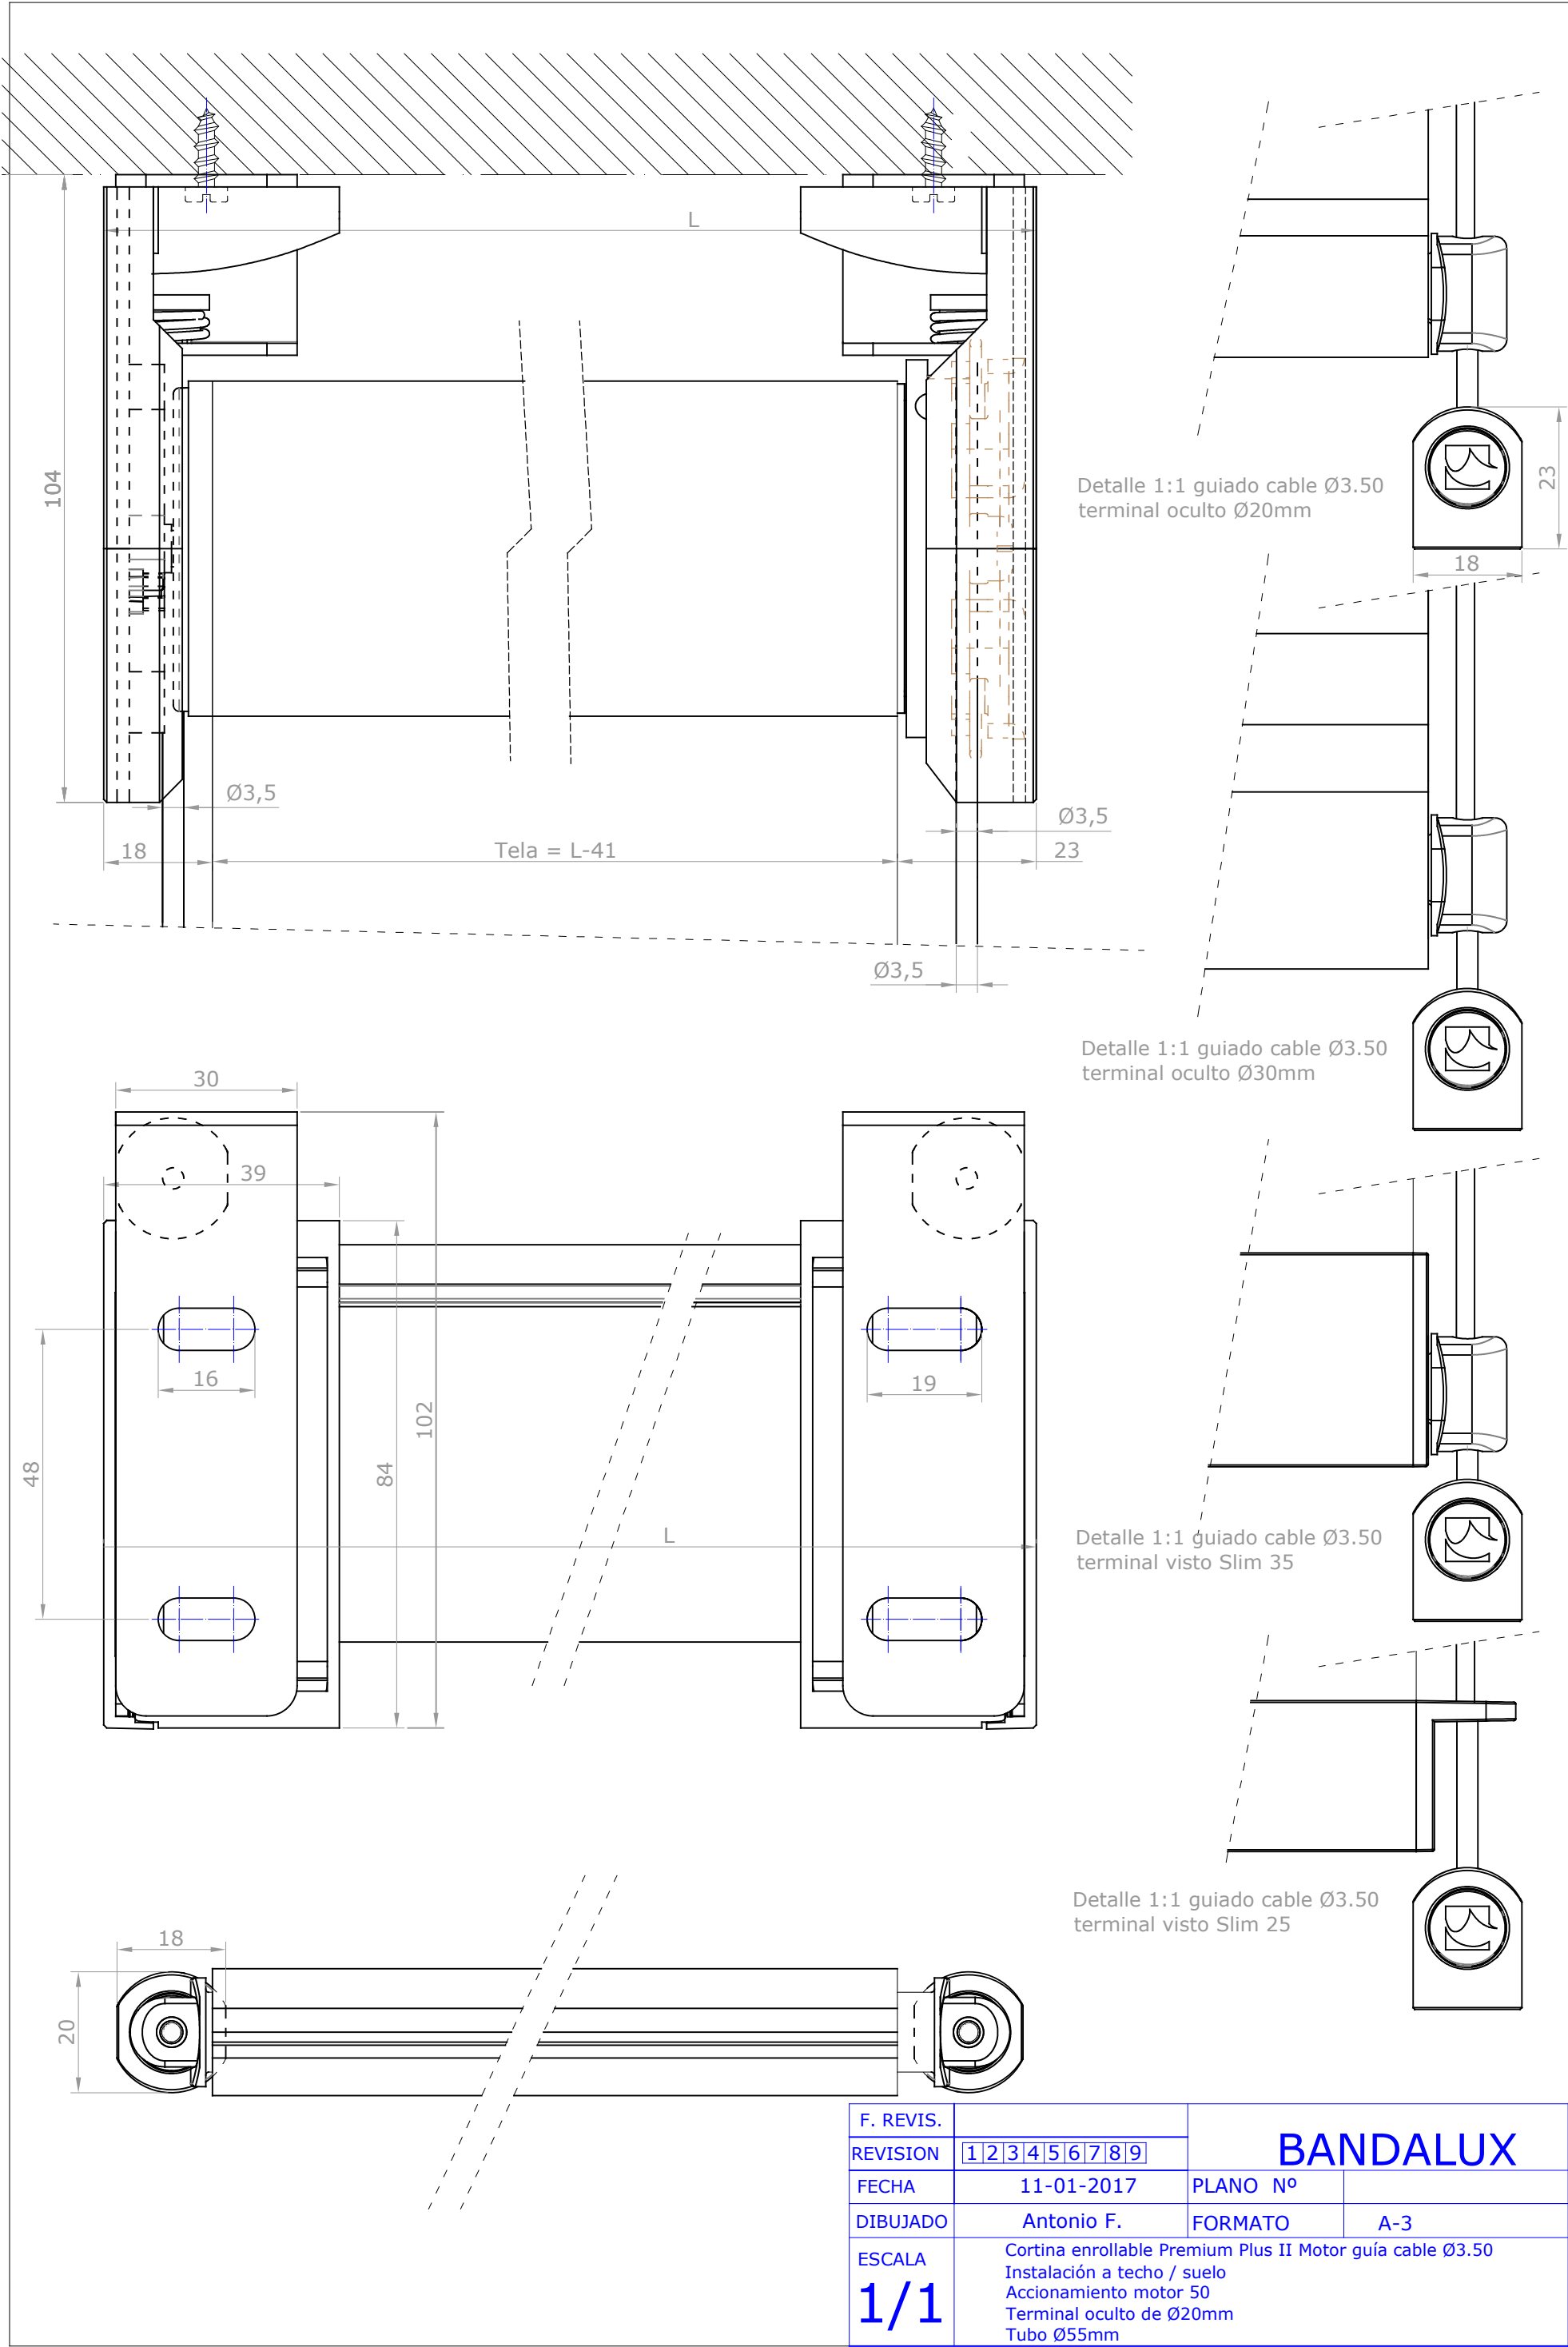 L
104
Ø3,5
18
Tela = L-41
Ø3,5
23
Ø3,5
Detalle 1:1 guiado cable Ø3.50
terminal oculto Ø20mm
23
18
Detalle 1:1 guiado cable Ø3.50
terminal oculto Ø30mm
30
39
16
19
102
84
48
L
Detalle 1:1 guiado cable Ø3.50
terminal visto Slim 35
Detalle 1:1 guiado cable Ø3.50
terminal visto Slim 25
18
20
F. REVIS.
REVISION 1 2 3 4 5 6 7 8 9
BANDALUX
FECHA 11-01-2017 PLANO Nº
DIBUJADO Antonio F. FORMATO A-3
ESCALA
1/1
Cortina enrollable Premium Plus II Motor guía cable Ø3.50
Instalación a techo / suelo
Accionamiento motor 50
Terminal oculto de Ø20mm
Tubo Ø55mm